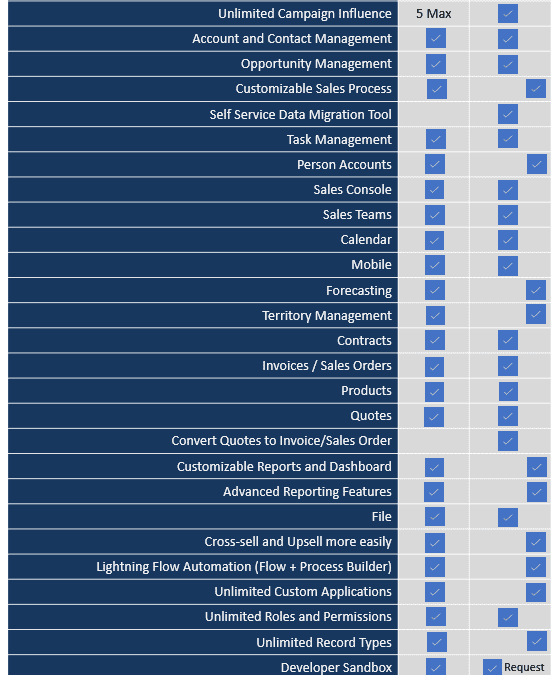 Unlimited Campaign Influence 5 Max
Account and Contact Management
Opportunity Management
Customizable Sales Process
Self Service Data Migration Tool
Task Management
Person Accounts
Sales Console
Sales Teams
Calendar
Mobile
Forecasting
Territory Management
Contracts
Invoices / Sales Orders
Products
Quotes
Convert Quotes to Invoice/Sales Order
Customizable Reports and Dashboard
Advanced Reporting Features
File
Cross-sell and Upsell more easily
Lightning Flow Automation (Flow + Process Builder)
Unlimited Custom Applications
Unlimited Roles and Permissions
Unlimited Record Types
Developer Sandbox Request